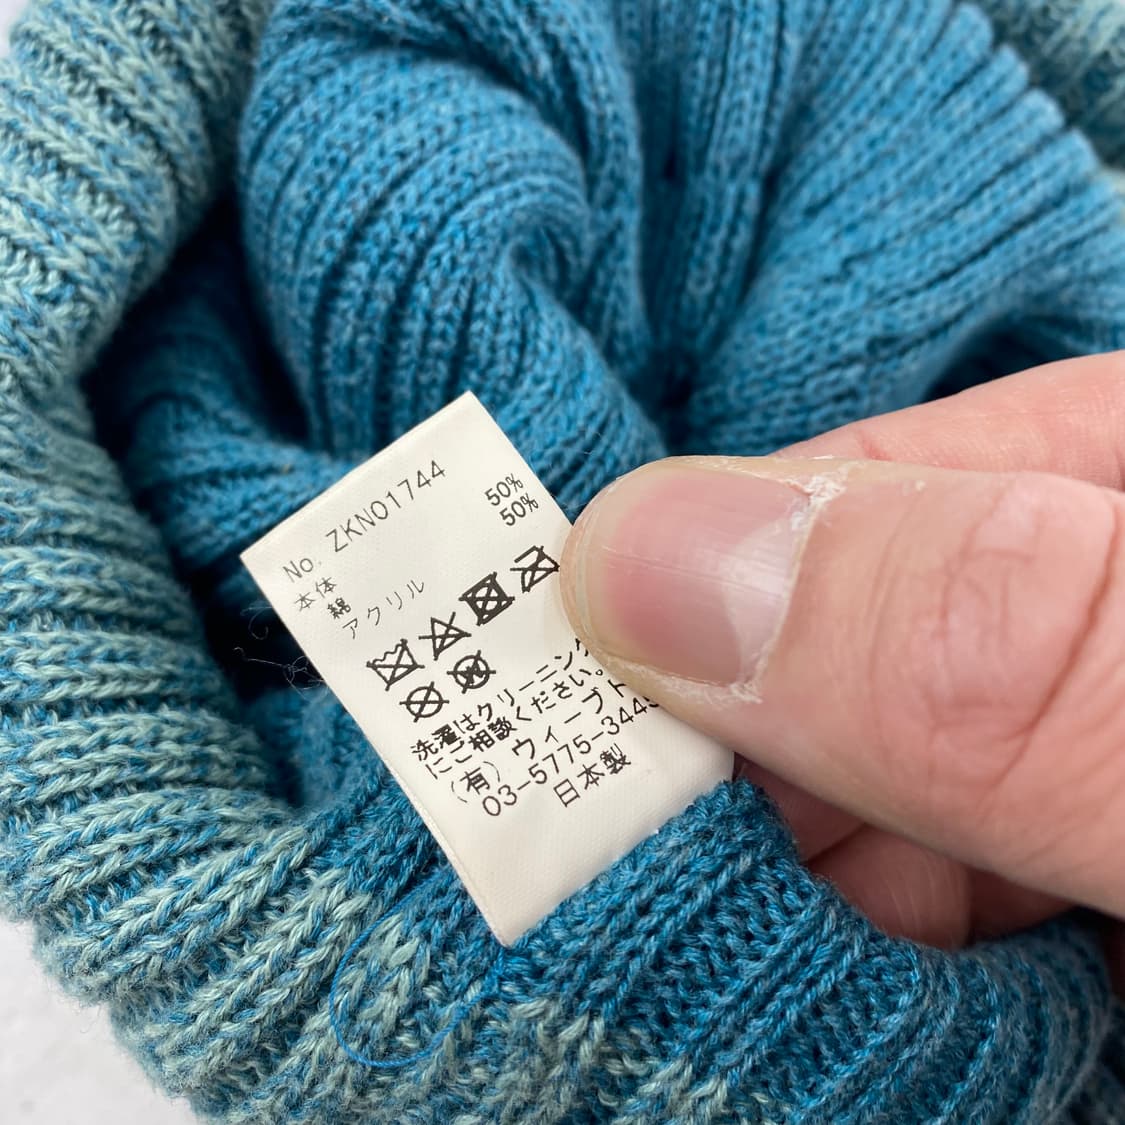 No. ZKN01744
本体
綿 50%
アクリル 50%
W
洗濯はクリーニング
にご相談ください。
(有) ウィーブト
03-5775-344
日本製